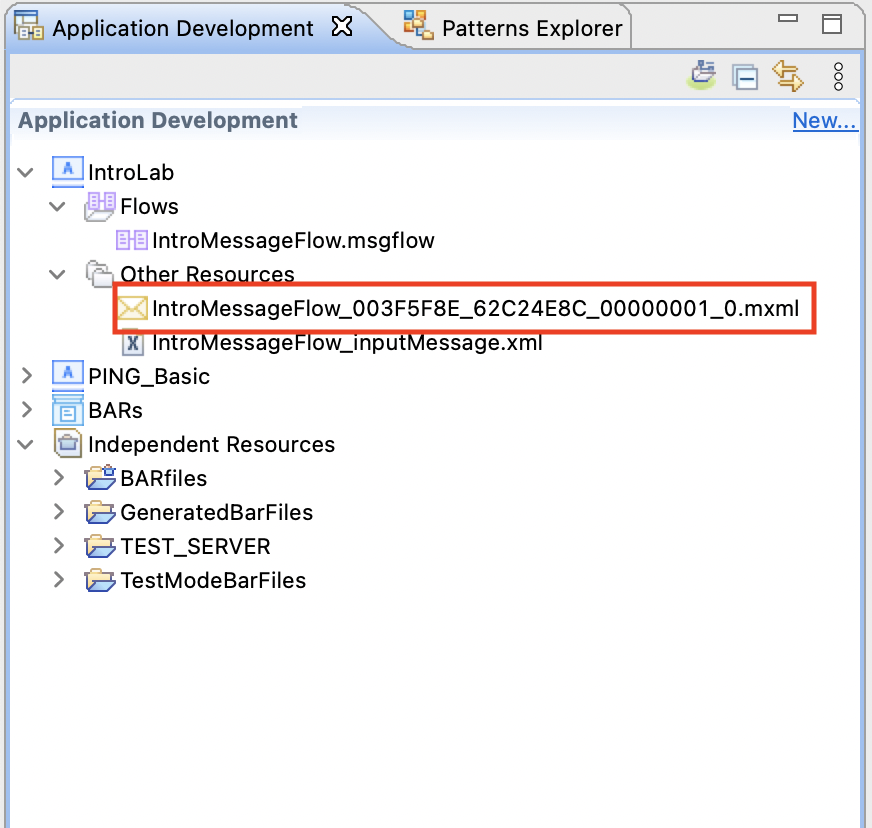 Application Development Patterns Explorer
Application Development New...
A IntroLab
Flows
IntroMessageFlow.msgflow
Other Resources
IntroMessageFlow_003F5F8E_62C24E8C_00000001_0.mxml
X IntroMessageFlow_inputMessage.xml
A PING_Basic
BARs
Independent Resources
BARfiles
GeneratedBarFiles
TEST_SERVER
TestModeBarFiles